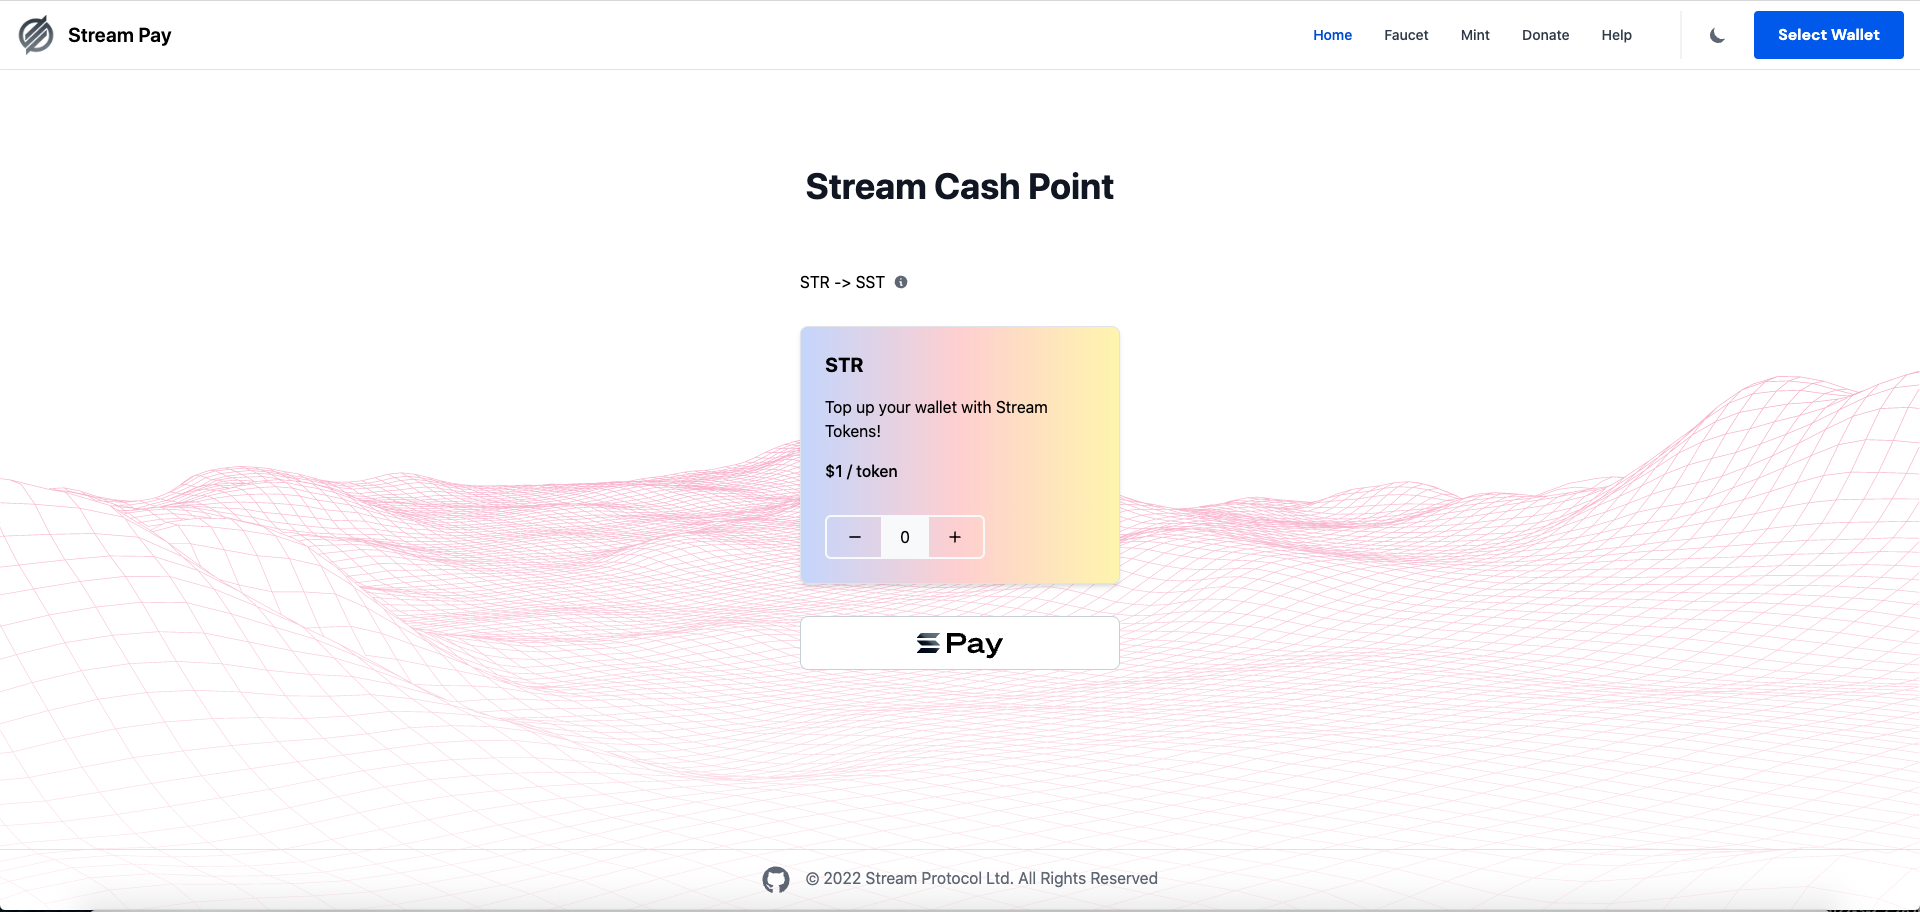 Stream Pay
Home
Faucet
Mint
Donate
Help
Select Wallet
Stream Cash Point
STR -> SST
STR
Top up your wallet with Stream
Tokens!
$1 / token
− 0 +
Pay
© 2022 Stream Protocol Ltd. All Rights Reserved